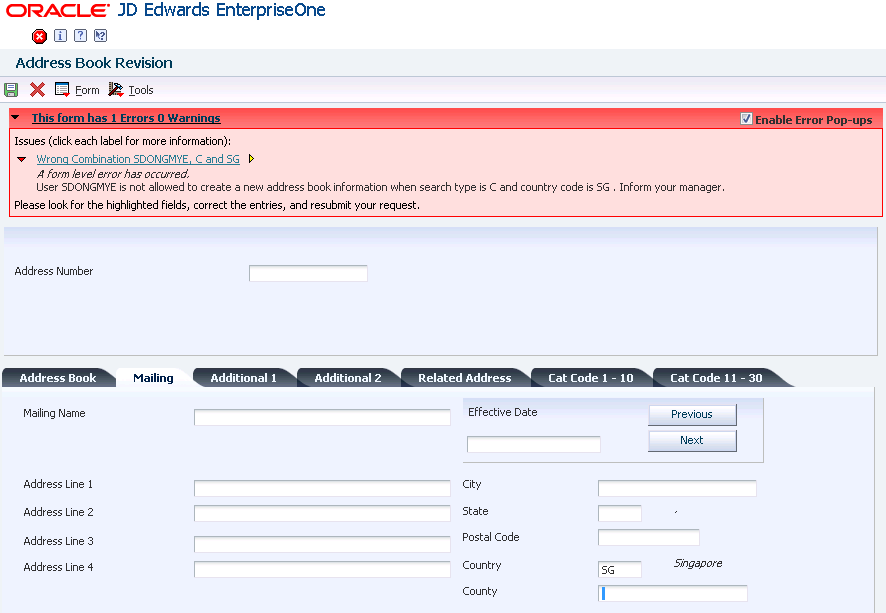 ORACLE JD Edwards EnterpriseOne
Address Book Revision
Form Tools
This form has 1 Errors 0 Warnings Enable Error Pop-ups
Issues (click each label for more information):
Wrong Combination SDONGMYE, C and SG
A form level error has occurred.
User SDONGMYE is not allowed to create a new address book information when search type is C and country code is SG . Inform your manager.
Please look for the highlighted fields, correct the entries, and resubmit your request.
Address Number
Address Book Mailing Additional 1 Additional 2 Related Address Cat Code 1 - 10 Cat Code 11 - 30
Mailing Name Effective Date Previous
Next
Address Line 1 City
Address Line 2 State ,
Address Line 3 Postal Code
Address Line 4 Country SG Singapore
County